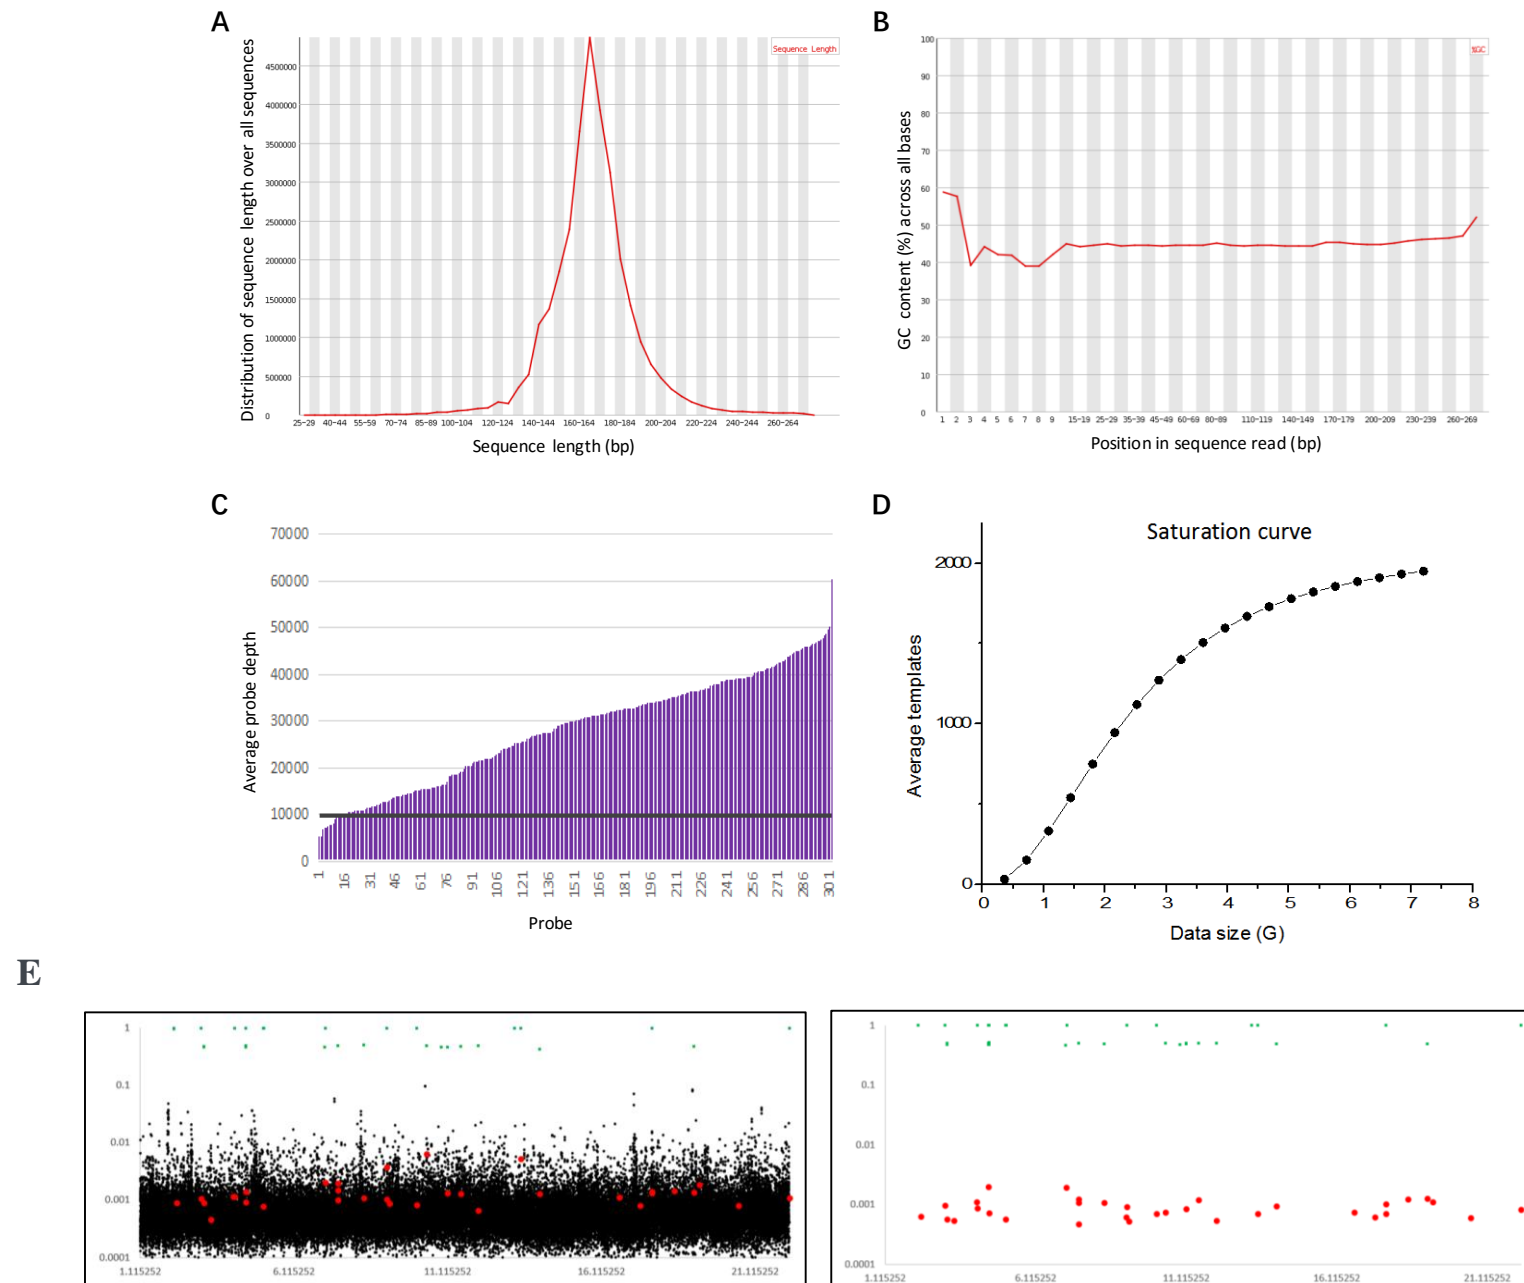 A
Distribution of sequence length over all sequences
Sequence Length
4500000
4000000
3500000
3000000
2500000
2000000
1500000
1000000
500000
0
25-29 40-44 55-59 70-74 85-89 100-104 120-124 140-144 160-164 180-184 200-204 220-224 240-244 260-264
Sequence length (bp)
B
GC content (%) across all bases
%GC
100
90
80
70
60
50
40
30
20
10
0
1 2 3 4 5 6 7 8 9 15-19 25-29 35-39 45-49 60-69 80-89 110-119 140-149 170-179 200-209 230-239 260-269
Position in sequence read (bp)
C
Average probe depth
70000
60000
50000
40000
30000
20000
10000
0
1 16 31 46 61 76 91 106 121 136 151 166 181 196 211 226 241 256 271 286 301
Probe
D
Saturation curve
Average templates
2000
1000
0
0 1 2 3 4 5 6 7 8
Data size (G)
E
1
0.1
0.01
0.001
0.0001
1.115252 6.115252 11.115252 16.115252 21.115252
1
0.1
0.01
0.001
0.0001
1.115252 6.115252 11.115252 16.115252 21.115252